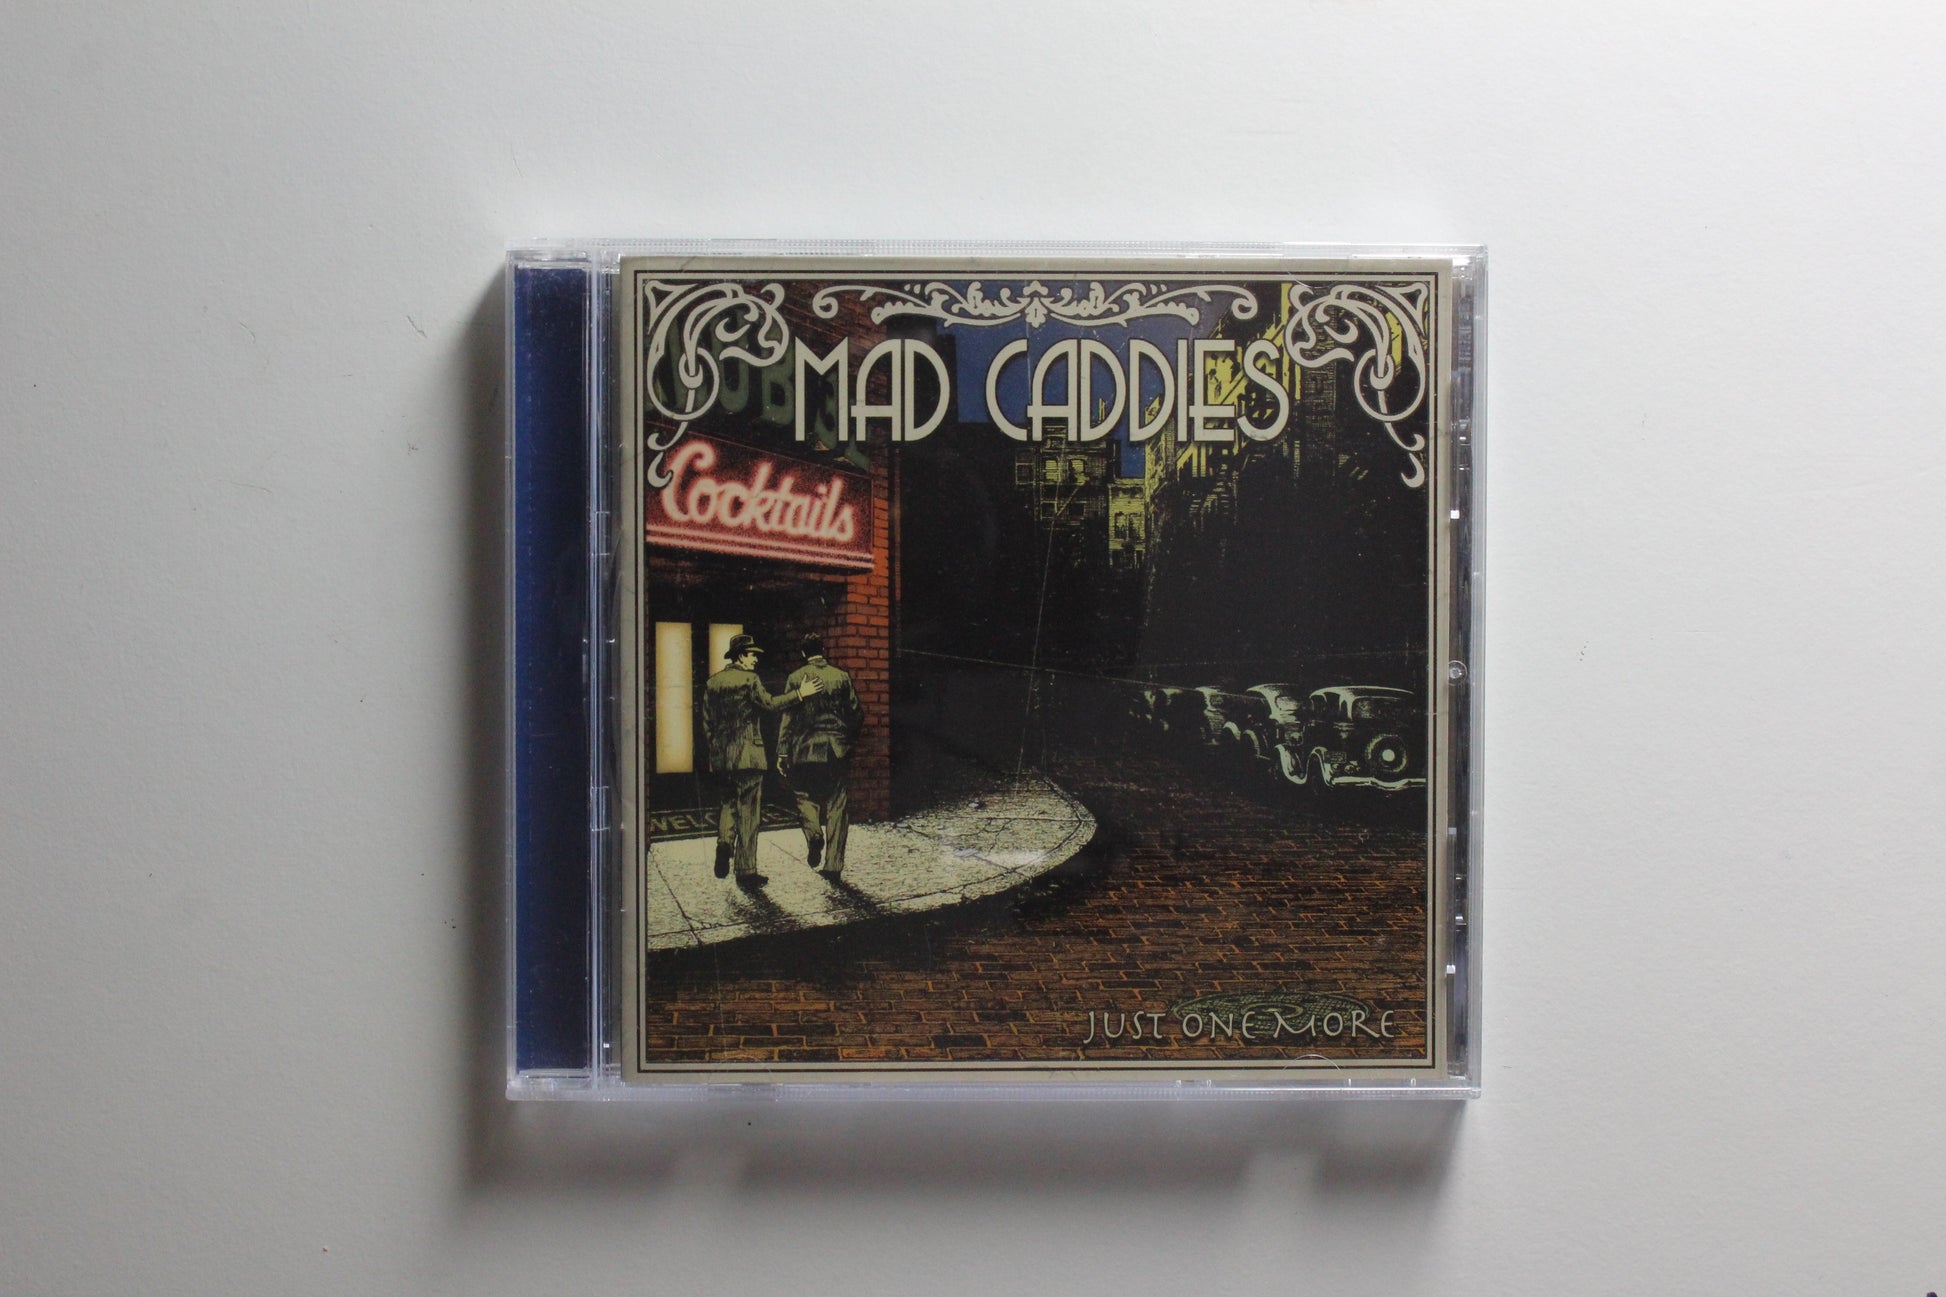 MAD CADDIES
Cocktails
JUST ONE MORE